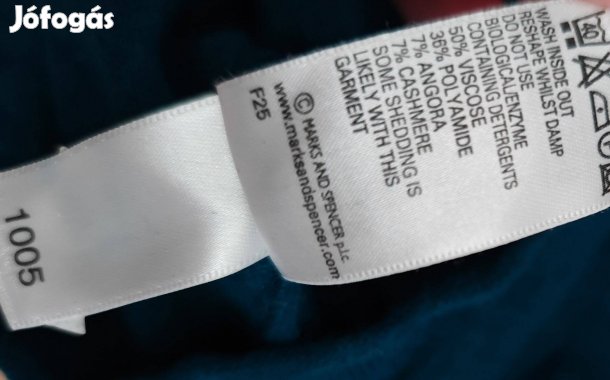 Jófogás
40
WASH INSIDE OUT
RESHAPE WHILST DAMP
DO NOT USE
BIOLOGICAL/ENZYME
CONTAINING DETERGENTS
50% VISCOSE
36% POLYAMIDE
7% ANGORA
7% CASHMERE
SOME SHEDDING IS
LIKELY WITH THIS
GARMENT
© MARKS AND SPENCER p.l.c.
www.marksandspencer.com
F25
1005